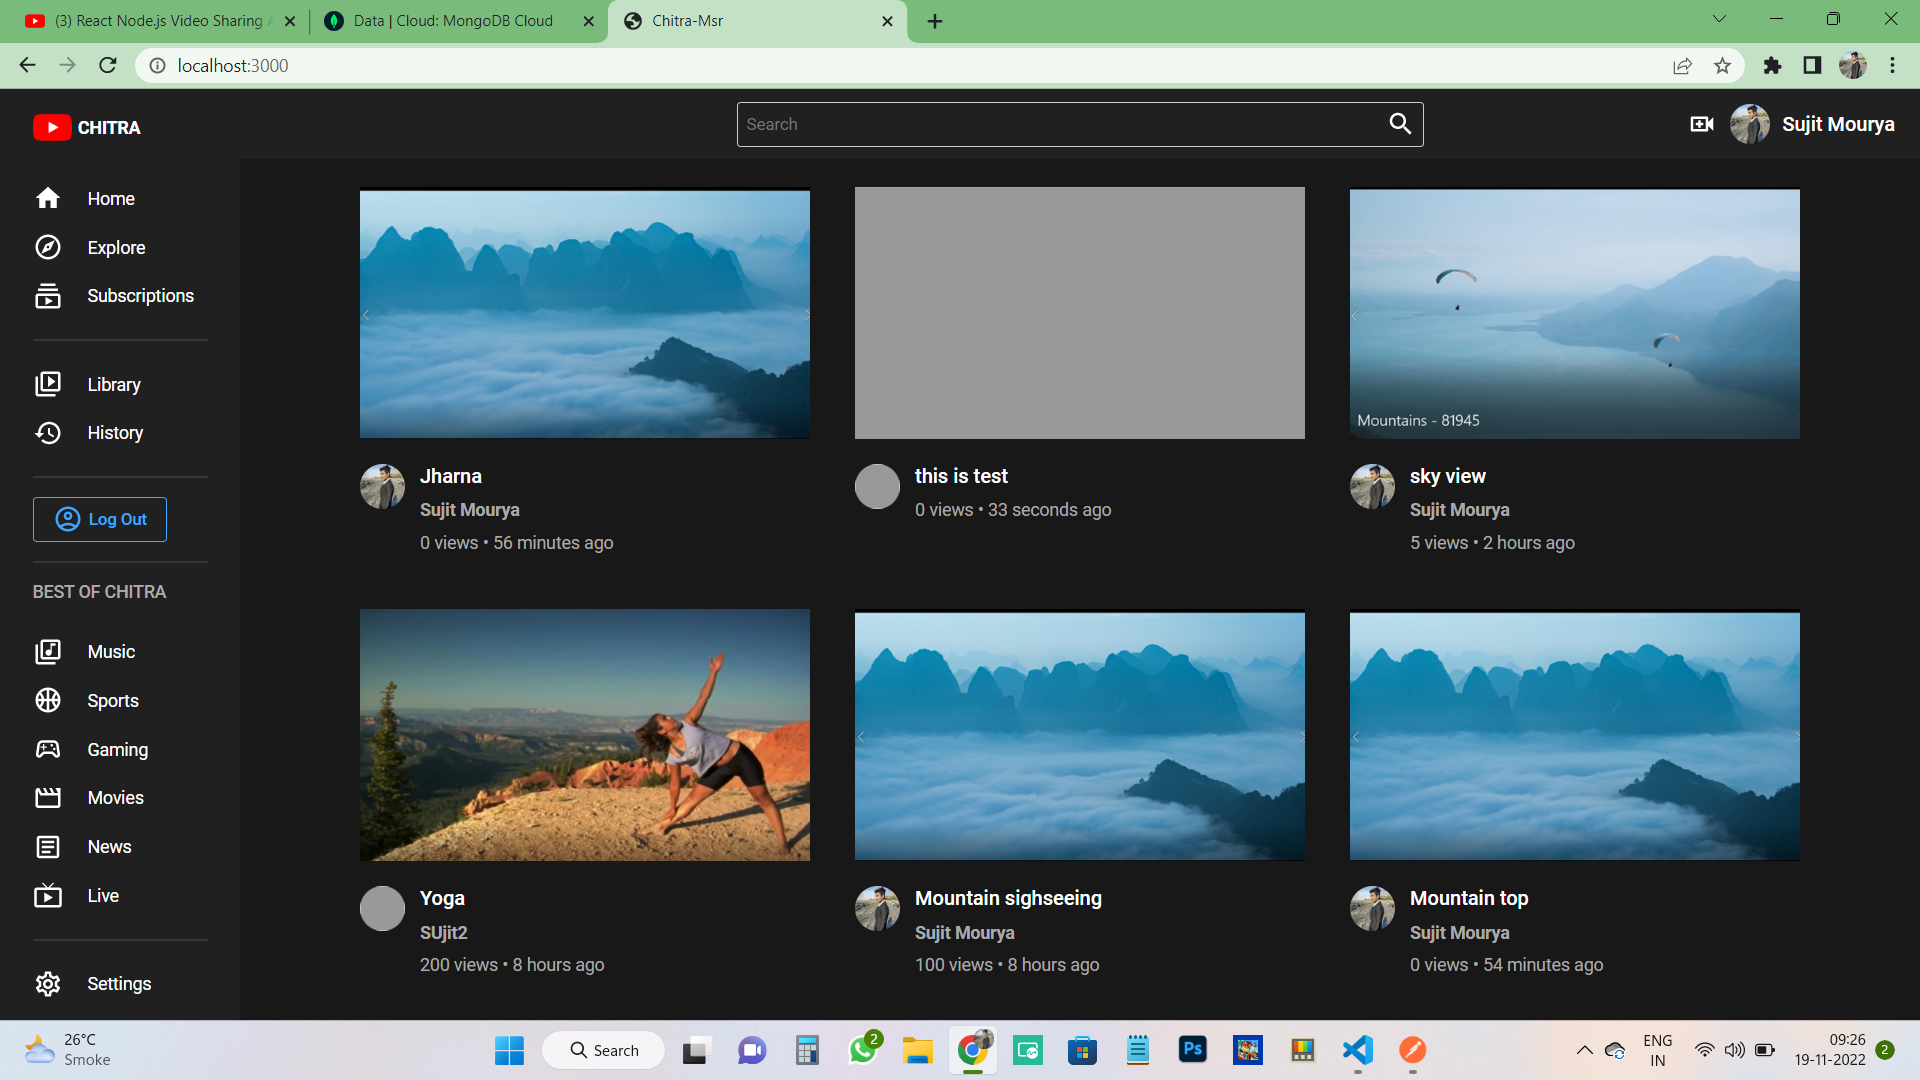 (3) React Node.js Video Sharing
Data | Cloud: MongoDB Cloud
Chitra-Msr
localhost:3000
CHITRA
Search
Sujit Mourya
Home
Explore
Subscriptions
Library
History
Log Out
BEST OF CHITRA
Music
Sports
Gaming
Movies
News
Live
Settings
Jharna
Sujit Mourya
0 views • 56 minutes ago
this is test
0 views • 33 seconds ago
Mountains - 81945
sky view
Sujit Mourya
5 views • 2 hours ago
Yoga
SUjit2
200 views • 8 hours ago
Mountain sighseeing
Sujit Mourya
100 views • 8 hours ago
Mountain top
Sujit Mourya
0 views • 54 minutes ago
26°C
Smoke
Search
2
Ps
ENG
IN
09:26
19-11-2022
2